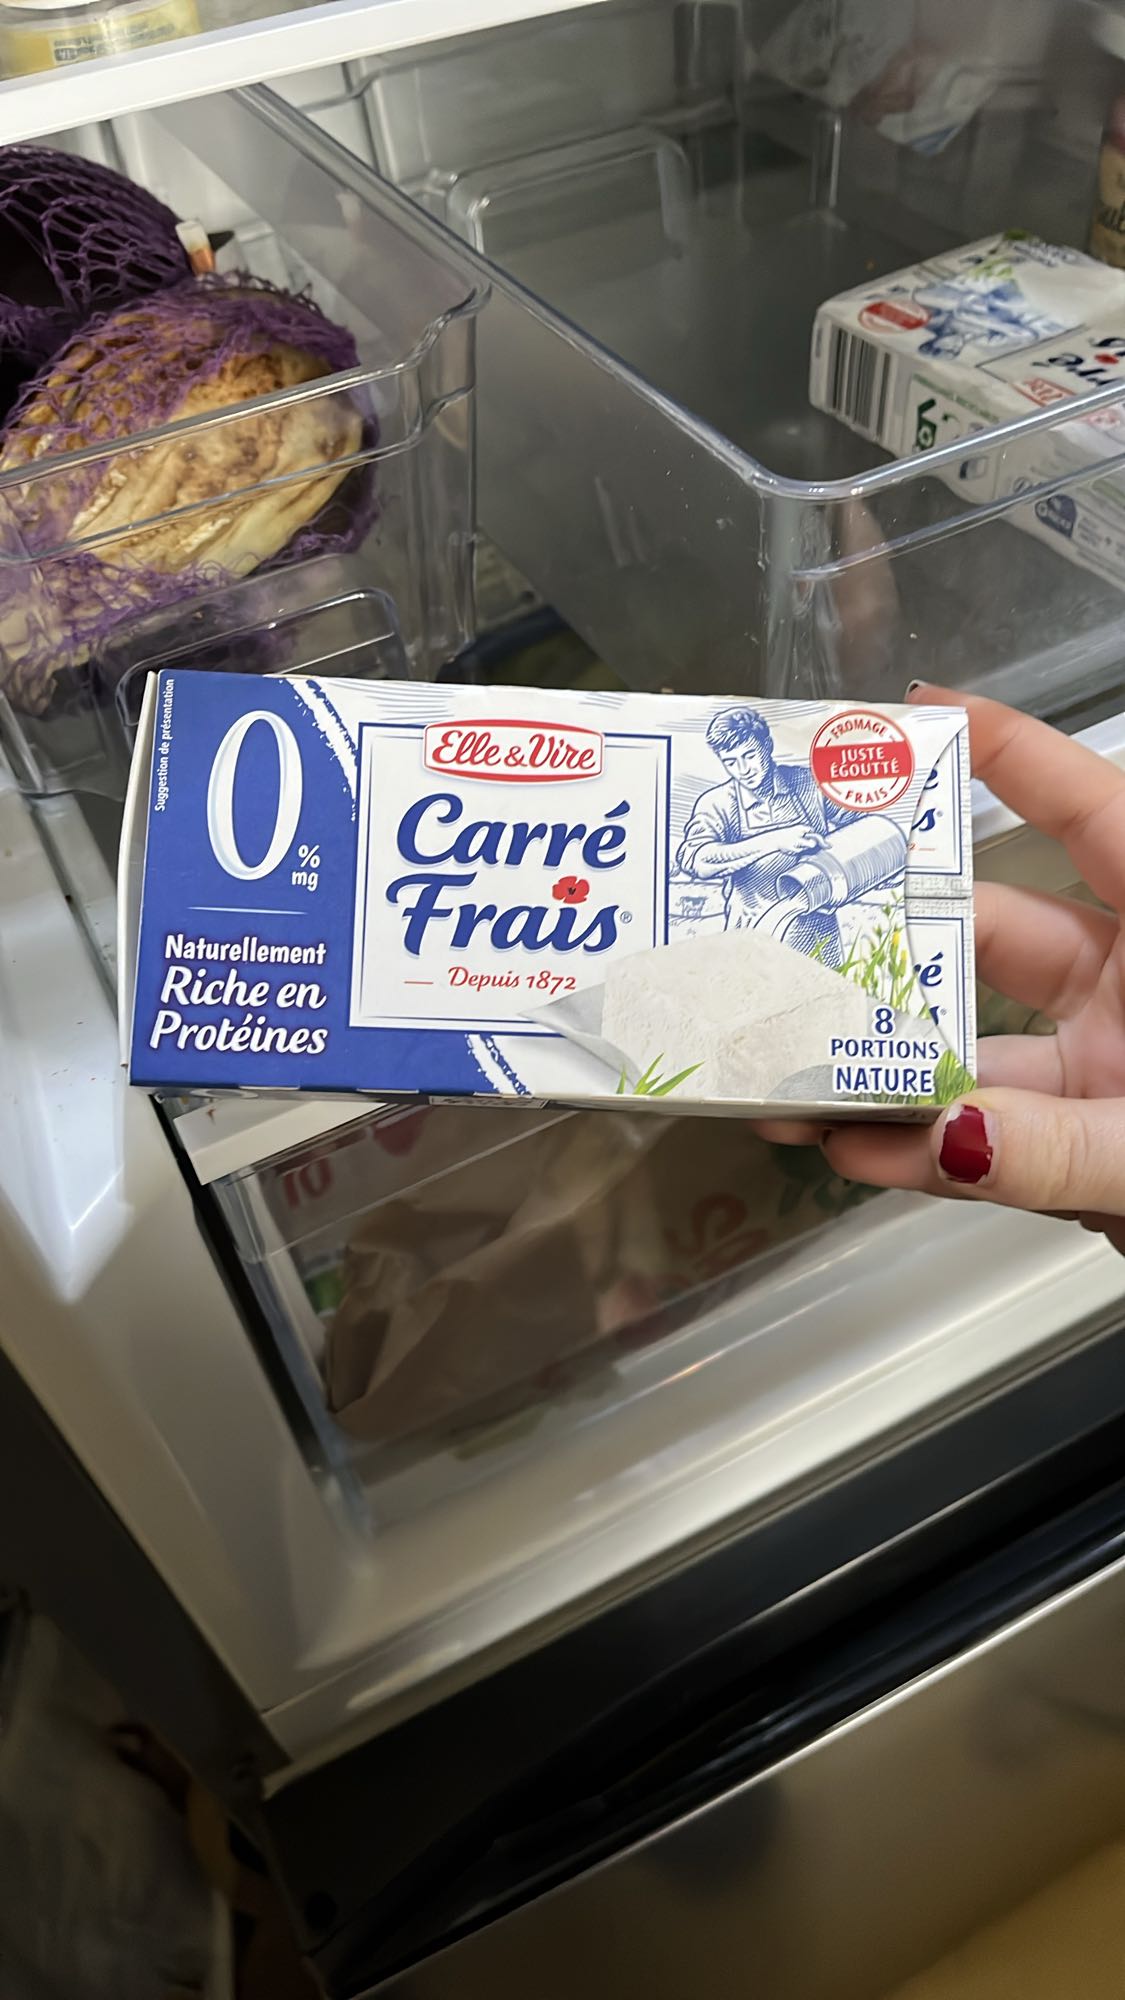 Suggestion de présentation
0
%
mg
Naturellement
Riche en
Protéines
Elle & Vire
Carré
Frais®
Depuis 1872
FROMAGE
JUSTE
ÉGOUTTÉ
FRAIS
8
PORTIONS
NATURE